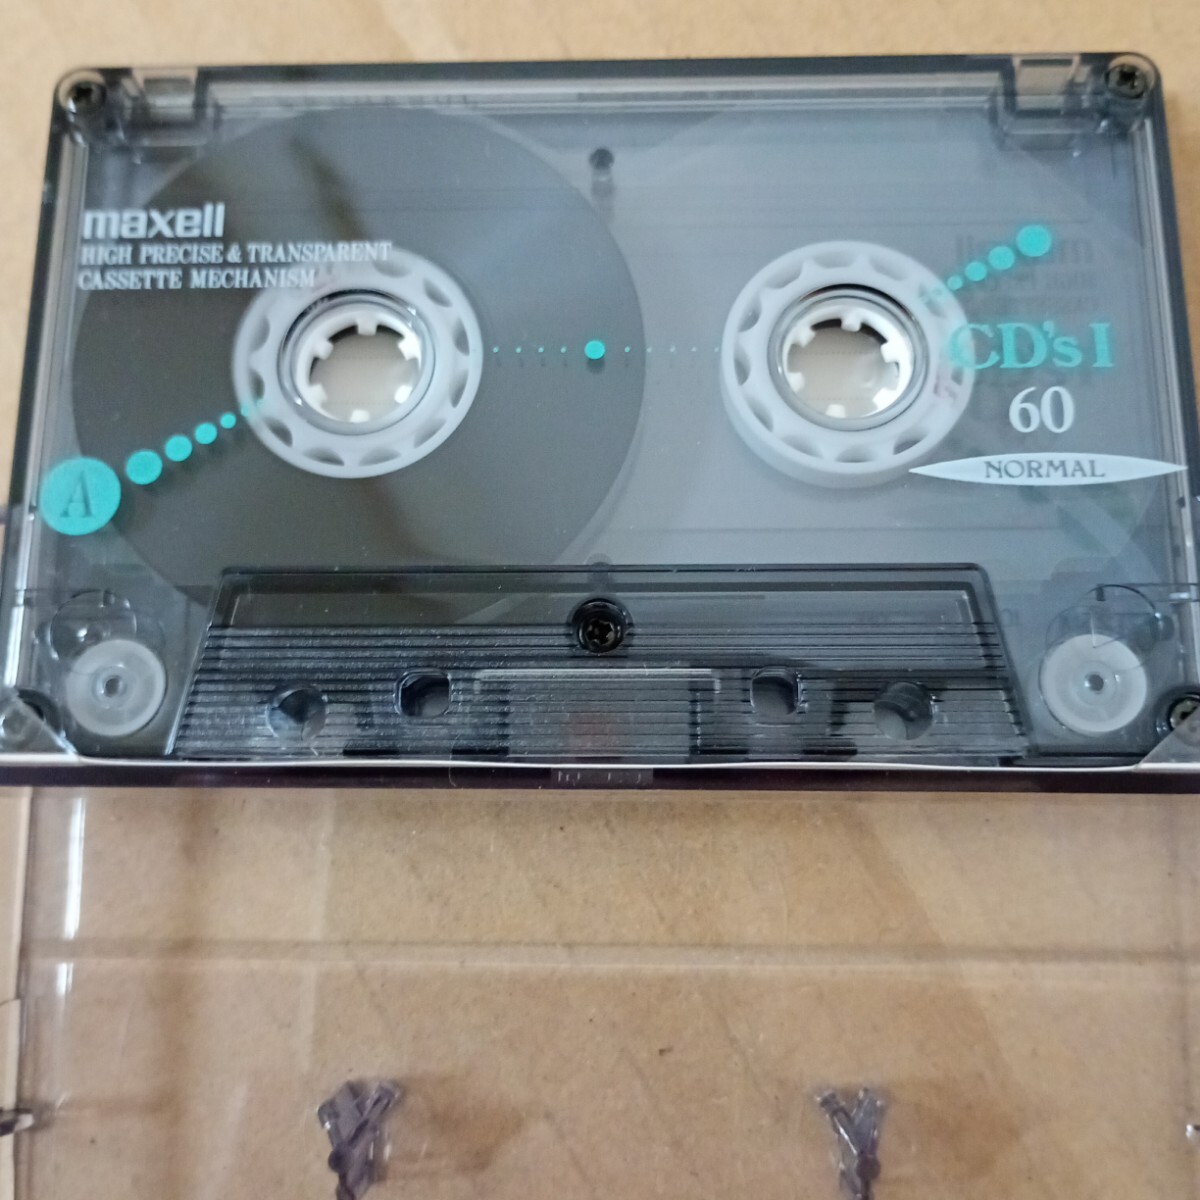 maxell
HIGH PRECISE & TRANSPARENT
CASSETTE MECHANISM
CD's I
60
NORMAL
A